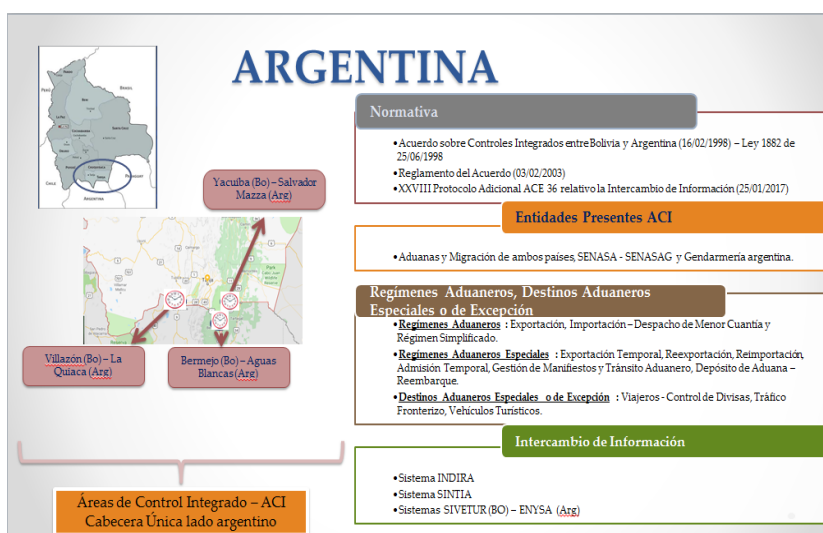 ARGENTINA
Normativa
•Acuerdo sobre Controles Integrados entre Bolivia y Argentina (16/02/1998) – Ley 1882 de
25/06/1998
•Reglamento del Acuerdo (03/02/2003)
•XXVIII Protocolo Adicional ACE 36 relativo la Intercambio de Información (25/01/2017)
Entidades Presentes ACI
•Aduanas y Migración de ambos países, SENASA - SENASAG y Gendarmería argentina.
Regímenes Aduaneros, Destinos Aduaneros
Especiales o de Excepción
•Regímenes Aduaneros : Exportación, Importación – Despacho de Menor Cuantía y
Régimen Simplificado.
•Regímenes Aduaneros Especiales : Exportación Temporal, Reexportación, Reimportación,
Admisión Temporal, Gestión de Manifiestos y Tránsito Aduanero, Depósito de Aduana –
Reembarque.
•Destinos Aduaneros Especiales o de Excepción : Viajeros - Control de Divisas, Tráfico
Fronterizo, Vehículos Turísticos.
Intercambio de Información
•Sistema INDIRA
•Sistema SINTIA
•Sistemas SIVETUR (BO) – ENYSA (Arg)
Yacuiba (Bo) – Salvador
Mazza (Arg)
Villazón (Bo) – La
Quiaca (Arg)
Bermejo (Bo) – Aguas
Blancas (Arg)
Áreas de Control Integrado – ACI
Cabecera Única lado argentino